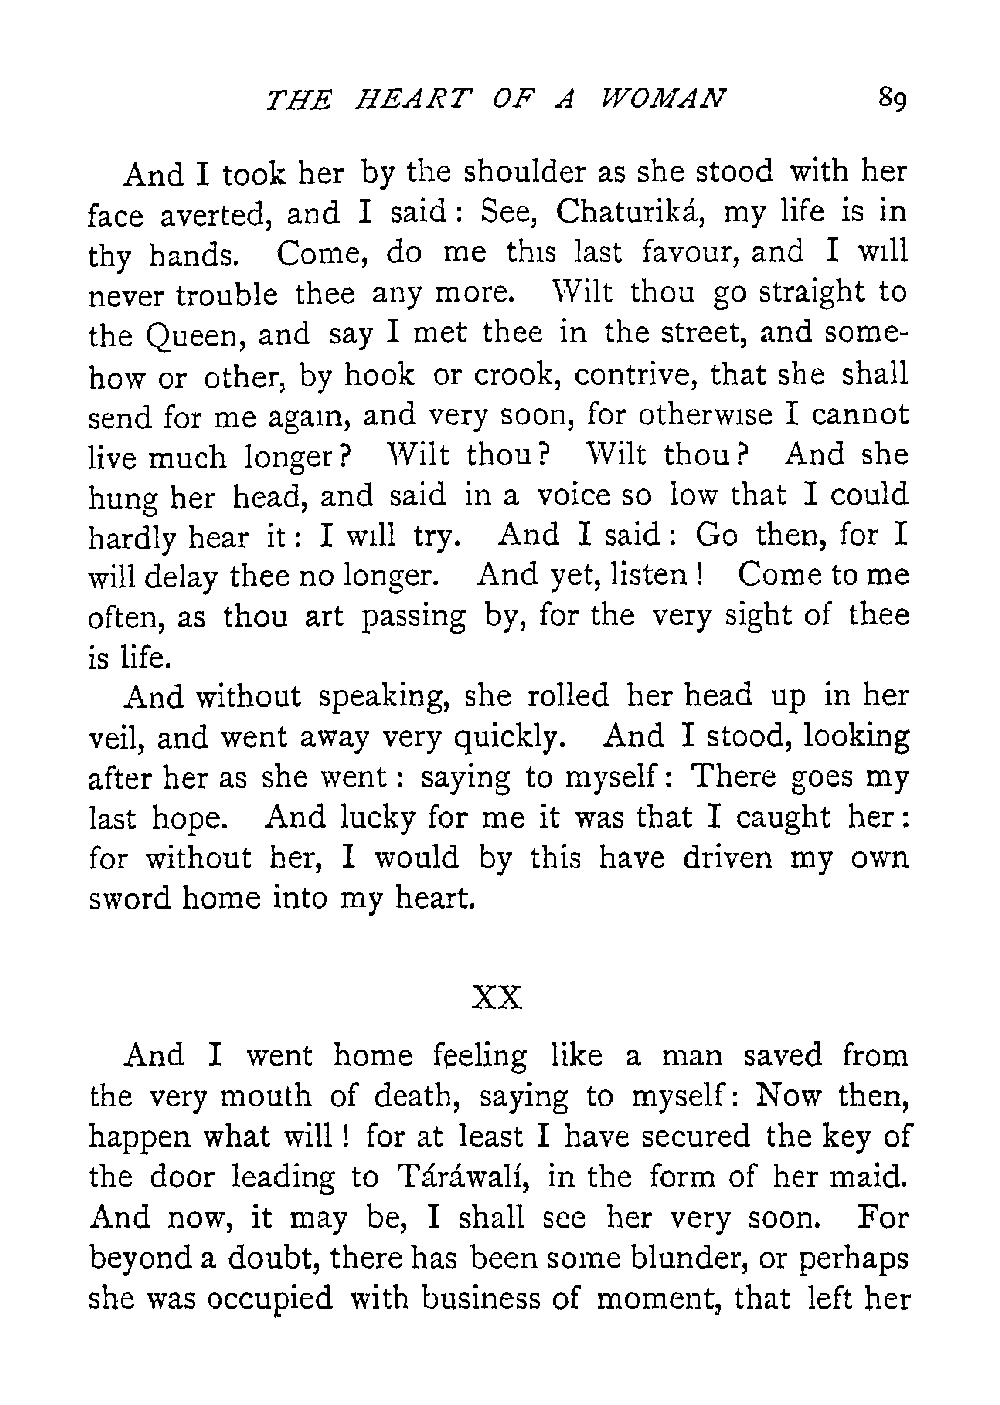 THE HEART OF A WOMAN 89
And I took her by the shoulder as she stood with her
face averted, and I said: See, Chaturiká, my life is in
thy hands. Come, do me this last favour, and I will
never trouble thee any more. Wilt thou go straight to
the Queen, and say I met thee in the street, and some-
how or other, by hook or crook, contrive, that she shall
send for me again, and very soon, for otherwise I cannot
live much longer? Wilt thou? Wilt thou? And she
hung her head, and said in a voice so low that I could
hardly hear it: I will try. And I said: Go then, for I
will delay thee no longer. And yet, listen! Come to me
often, as thou art passing by, for the very sight of thee
is life.
And without speaking, she rolled her head up in her
veil, and went away very quickly. And I stood, looking
after her as she went: saying to myself: There goes my
last hope. And lucky for me it was that I caught her:
for without her, I would by this have driven my own
sword home into my heart.
XX
And I went home feeling like a man saved from
the very mouth of death, saying to myself: Now then,
happen what will! for at least I have secured the key of
the door leading to Táráwalí, in the form of her maid.
And now, it may be, I shall see her very soon. For
beyond a doubt, there has been some blunder, or perhaps
she was occupied with business of moment, that left her